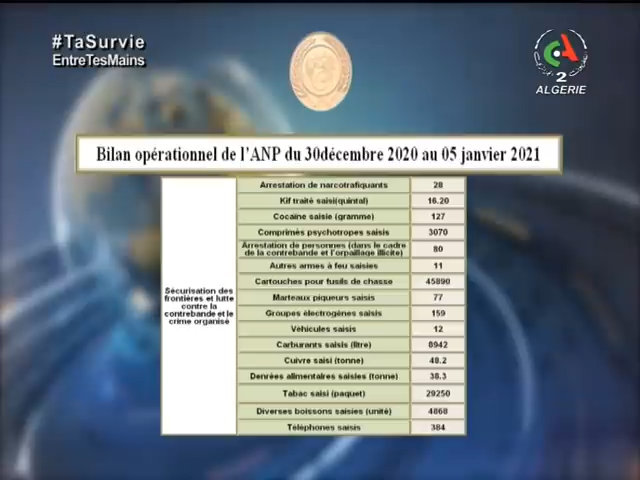 #TaSurvie
EntreTesMains
2
ALGERIE
Bilan opérationnel de l'ANP du 30décembre 2020 au 05 janvier 2021
Sécurisation des
frontières et lutte
contre la
contrebande et le
crime organisé
Arrestation de narcotrafiquants 28
Kif traité saisi(quintal) 16.20
Cocaïne saisie (gramme) 127
Comprimés psychotropes saisis 3070
Arrestation de personnes (dans le cadre
de la contrebande et l'orpaillage illicite) 80
Autres armes à feu saisies 11
Cartouches pour fusils de chasse 45890
Marteaux piqueurs saisis 77
Groupes électrogènes saisis 159
Véhicules saisis 12
Carburants saisis (litre) 8942
Cuivre saisi (tonne) 48.2
Denrées alimentaires saisies (tonne) 38.3
Tabac saisi (paquet) 29250
Diverses boissons saisies (unité) 4868
Téléphones saisis 384